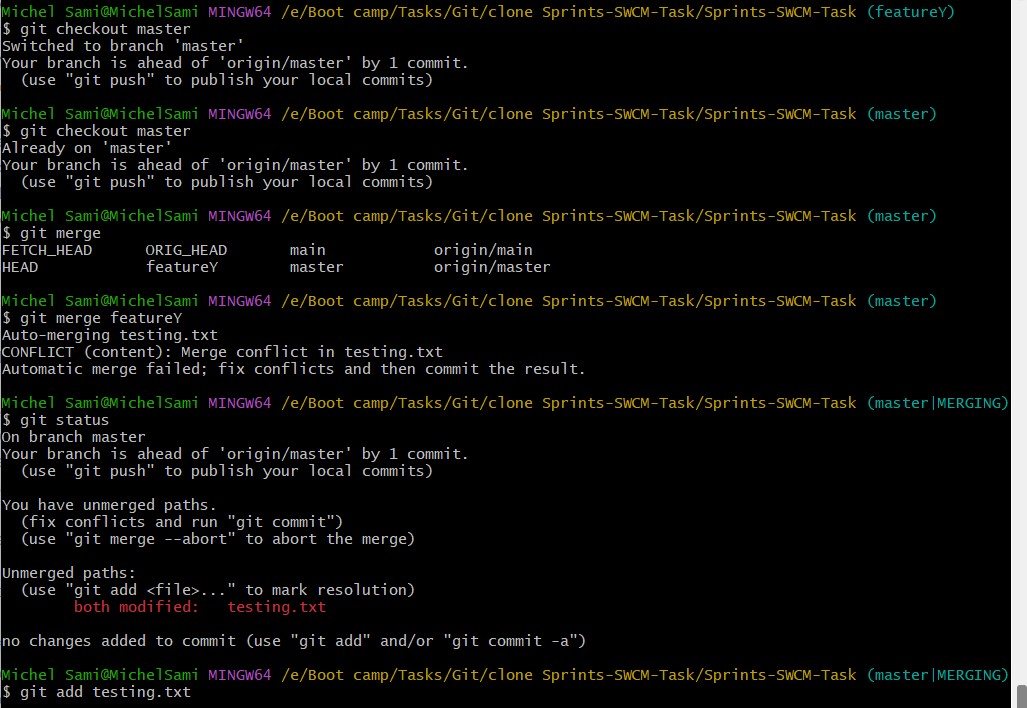 Michel Sami@MichelSami MINGW64 /e/Boot camp/Tasks/Git/clone Sprints-SWCM-Task/Sprints-SWCM-Task (featureY)
$ git checkout master
Switched to branch 'master'
Your branch is ahead of 'origin/master' by 1 commit.
  (use "git push" to publish your local commits)

Michel Sami@MichelSami MINGW64 /e/Boot camp/Tasks/Git/clone Sprints-SWCM-Task/Sprints-SWCM-Task (master)
$ git checkout master
Already on 'master'
Your branch is ahead of 'origin/master' by 1 commit.
  (use "git push" to publish your local commits)

Michel Sami@MichelSami MINGW64 /e/Boot camp/Tasks/Git/clone Sprints-SWCM-Task/Sprints-SWCM-Task (master)
$ git merge
FETCH_HEAD      ORIG_HEAD       main            origin/main
HEAD            featureY        master          origin/master

Michel Sami@MichelSami MINGW64 /e/Boot camp/Tasks/Git/clone Sprints-SWCM-Task/Sprints-SWCM-Task (master)
$ git merge featureY
Auto-merging testing.txt
CONFLICT (content): Merge conflict in testing.txt
Automatic merge failed; fix conflicts and then commit the result.

Michel Sami@MichelSami MINGW64 /e/Boot camp/Tasks/Git/clone Sprints-SWCM-Task/Sprints-SWCM-Task (master|MERGING)
$ git status
On branch master
Your branch is ahead of 'origin/master' by 1 commit.
  (use "git push" to publish your local commits)

You have unmerged paths.
  (fix conflicts and run "git commit")
  (use "git merge --abort" to abort the merge)

Unmerged paths:
  (use "git add <file>..." to mark resolution)
        both modified:   testing.txt

no changes added to commit (use "git add" and/or "git commit -a")

Michel Sami@MichelSami MINGW64 /e/Boot camp/Tasks/Git/clone Sprints-SWCM-Task/Sprints-SWCM-Task (master|MERGING)
$ git add testing.txt